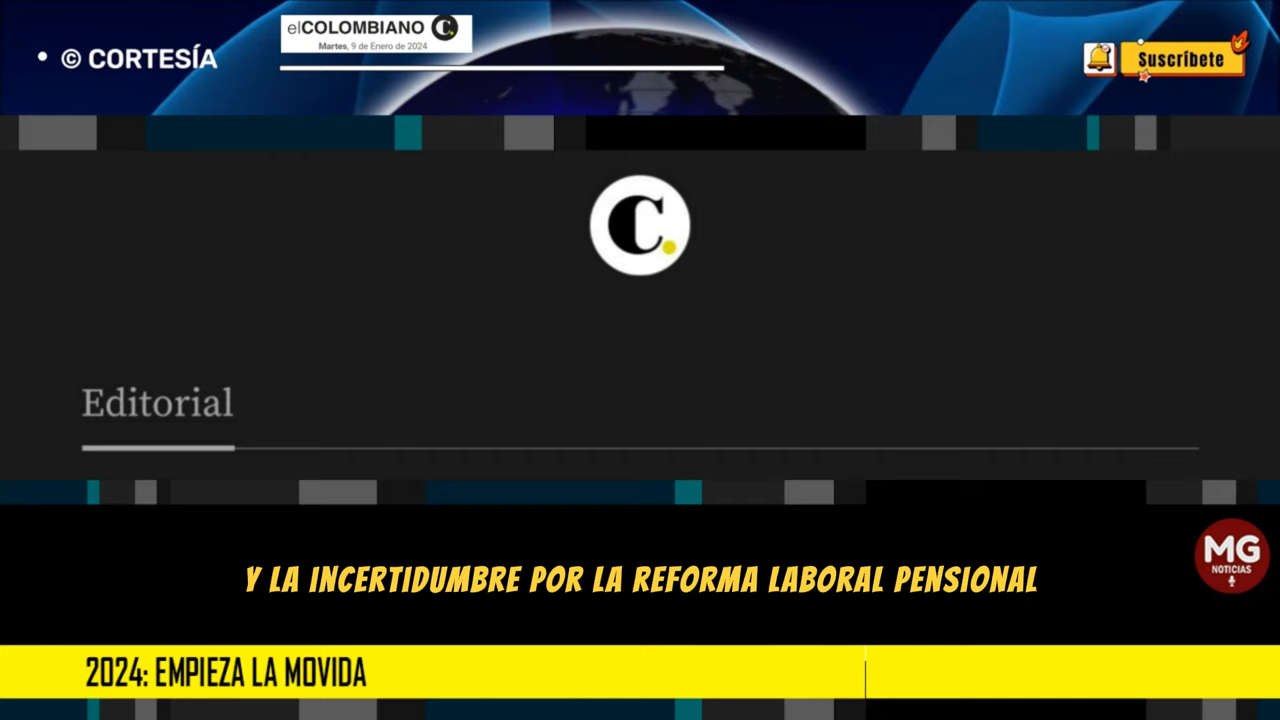 • © CORTESÍA
elCOLOMBIANO C.
Martes, 9 de Enero de 2024
Suscríbete
C.
Editorial
Y LA INCERTIDUMBRE POR LA REFORMA LABORAL PENSIONAL
MG
NOTICIAS
2024: EMPIEZA LA MOVIDA